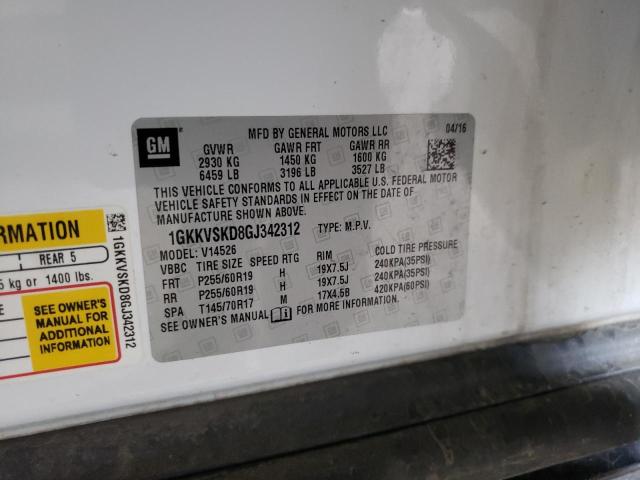 GM
MFD BY GENERAL MOTORS LLC 04/16
GVWR GAWR FRT GAWR RR
2930 KG 1450 KG 1600 KG
6459 LB 3196 LB 3527 LB
THIS VEHICLE CONFORMS TO ALL APPLICABLE U.S. FEDERAL MOTOR
VEHICLE SAFETY STANDARDS IN EFFECT ON THE DATE OF
MANUFACTURE SHOWN ABOVE.
1GKKVSKD8GJ342312 TYPE: M.P.V.
MODEL: V14526
VBBC TIRE SIZE SPEED RTG RIM COLD TIRE PRESSURE
FRT P255/60R19 H 19X7.5J 240KPA(35PSI)
RR P255/60R19 H 19X7.5J 240KPA(35PSI)
SPA T145/70R17 M 17X4.5B 420KPA(60PSI)
SEE OWNER'S MANUAL FOR MORE INFORMATION.
ORMATION
REAR 5
kg or 1400 lbs.
SEE OWNER'S
MANUAL FOR
ADDITIONAL
INFORMATION
1GKKVSKD8GJ342312